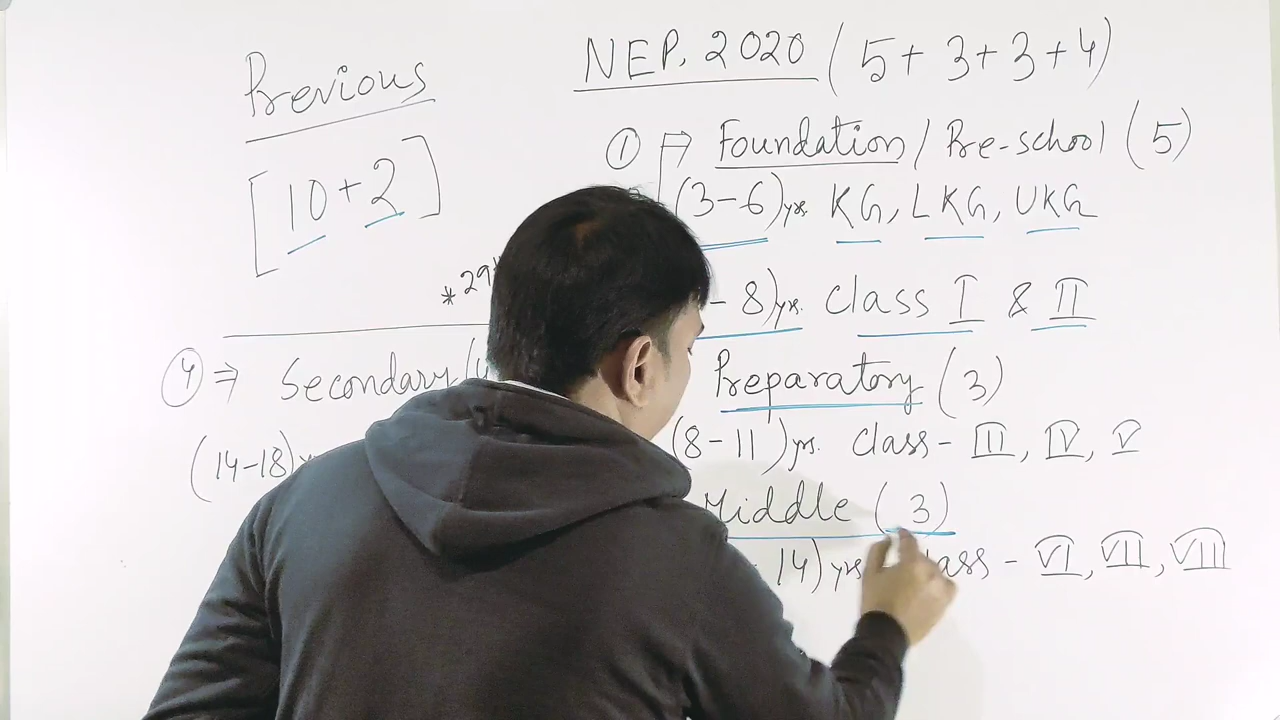 Previous
[10+2]
NEP, 2020 (5+ 3+3+4)
① ⇒ Foundation / Pre-school (5)
(3-6)yrs. KG, LKG, UKG
- 8)yrs. Class I & II
Preparatory (3)
(8-11)yrs. Class- III, IV, V
Middle (3)
14)yrs - VI, VII, VIII
* 29
④ ⇒ Secondary
(14-18)